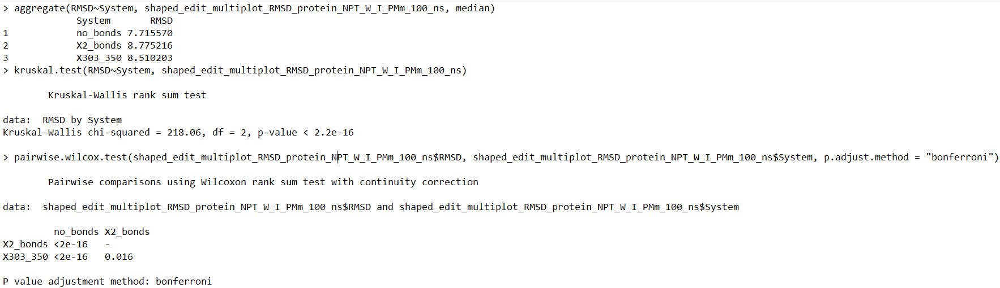 > aggregate(RMSD~System, shaped_edit_multiplot_RMSD_protein_NPT_W_I_PMm_100_ns, median)
             System       RMSD
1            no_bonds 7.715570
2            X2_bonds 8.775216
3            X303_350 8.510203
> kruskal.test(RMSD~System, shaped_edit_multiplot_RMSD_protein_NPT_W_I_PMm_100_ns)
        Kruskal-Wallis rank sum test
data:  RMSD by System
Kruskal-Wallis chi-squared = 218.06, df = 2, p-value < 2.2e-16
> pairwise.wilcox.test(shaped_edit_multiplot_RMSD_protein_NPT_W_I_PMm_100_ns$RMSD, shaped_edit_multiplot_RMSD_protein_NPT_W_I_PMm_100_ns$System, p.adjust.method = "bonferroni")
        Pairwise comparisons using Wilcoxon rank sum test with continuity correction
data:  shaped_edit_multiplot_RMSD_protein_NPT_W_I_PMm_100_ns$RMSD and shaped_edit_multiplot_RMSD_protein_NPT_W_I_PMm_100_ns$System
         no_bonds X2_bonds
X2_bonds <2e-16   -
X303_350 <2e-16   0.016
P value adjustment method: bonferroni